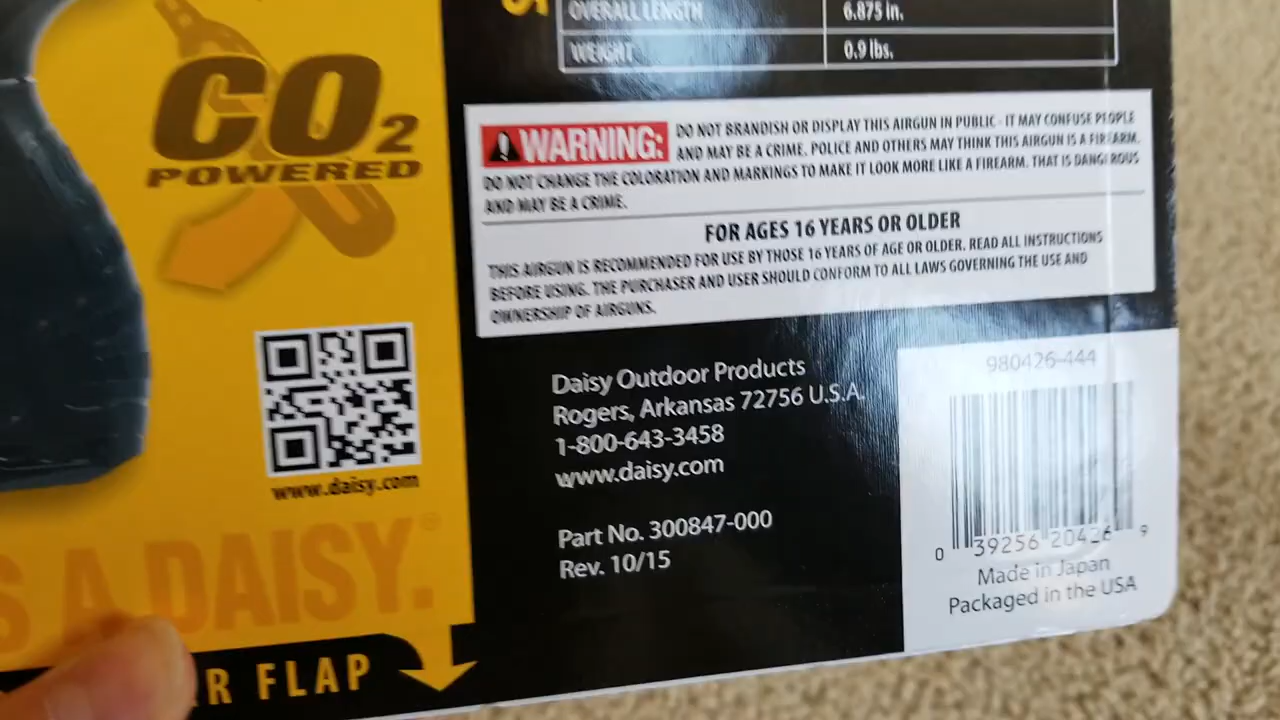 OVERALL LENGTH 6.875 in.
WEIGHT 0.9 lbs.
CO2
POWERED
WARNING: DO NOT BRANDISH OR DISPLAY THIS AIRGUN IN PUBLIC - IT MAY CONFUSE PEOPLE
AND MAY BE A CRIME. POLICE AND OTHERS MAY THINK THIS AIRGUN IS A FIREARM.
DO NOT CHANGE THE COLORATION AND MARKINGS TO MAKE IT LOOK MORE LIKE A FIREARM. THAT IS DANGEROUS
AND MAY BE A CRIME.
FOR AGES 16 YEARS OR OLDER
THIS AIRGUN IS RECOMMENDED FOR USE BY THOSE 16 YEARS OF AGE OR OLDER. READ ALL INSTRUCTIONS
BEFORE USING. THE PURCHASER AND USER SHOULD CONFORM TO ALL LAWS GOVERNING THE USE AND
OWNERSHIP OF AIRGUNS.
www.daisy.com
S A DAISY.®
R FLAP
Daisy Outdoor Products
Rogers, Arkansas 72756 U.S.A.
1-800-643-3458
www.daisy.com
Part No. 300847-000
Rev. 10/15
980426-444
0 39256 20426 9
Made in Japan
Packaged in the USA